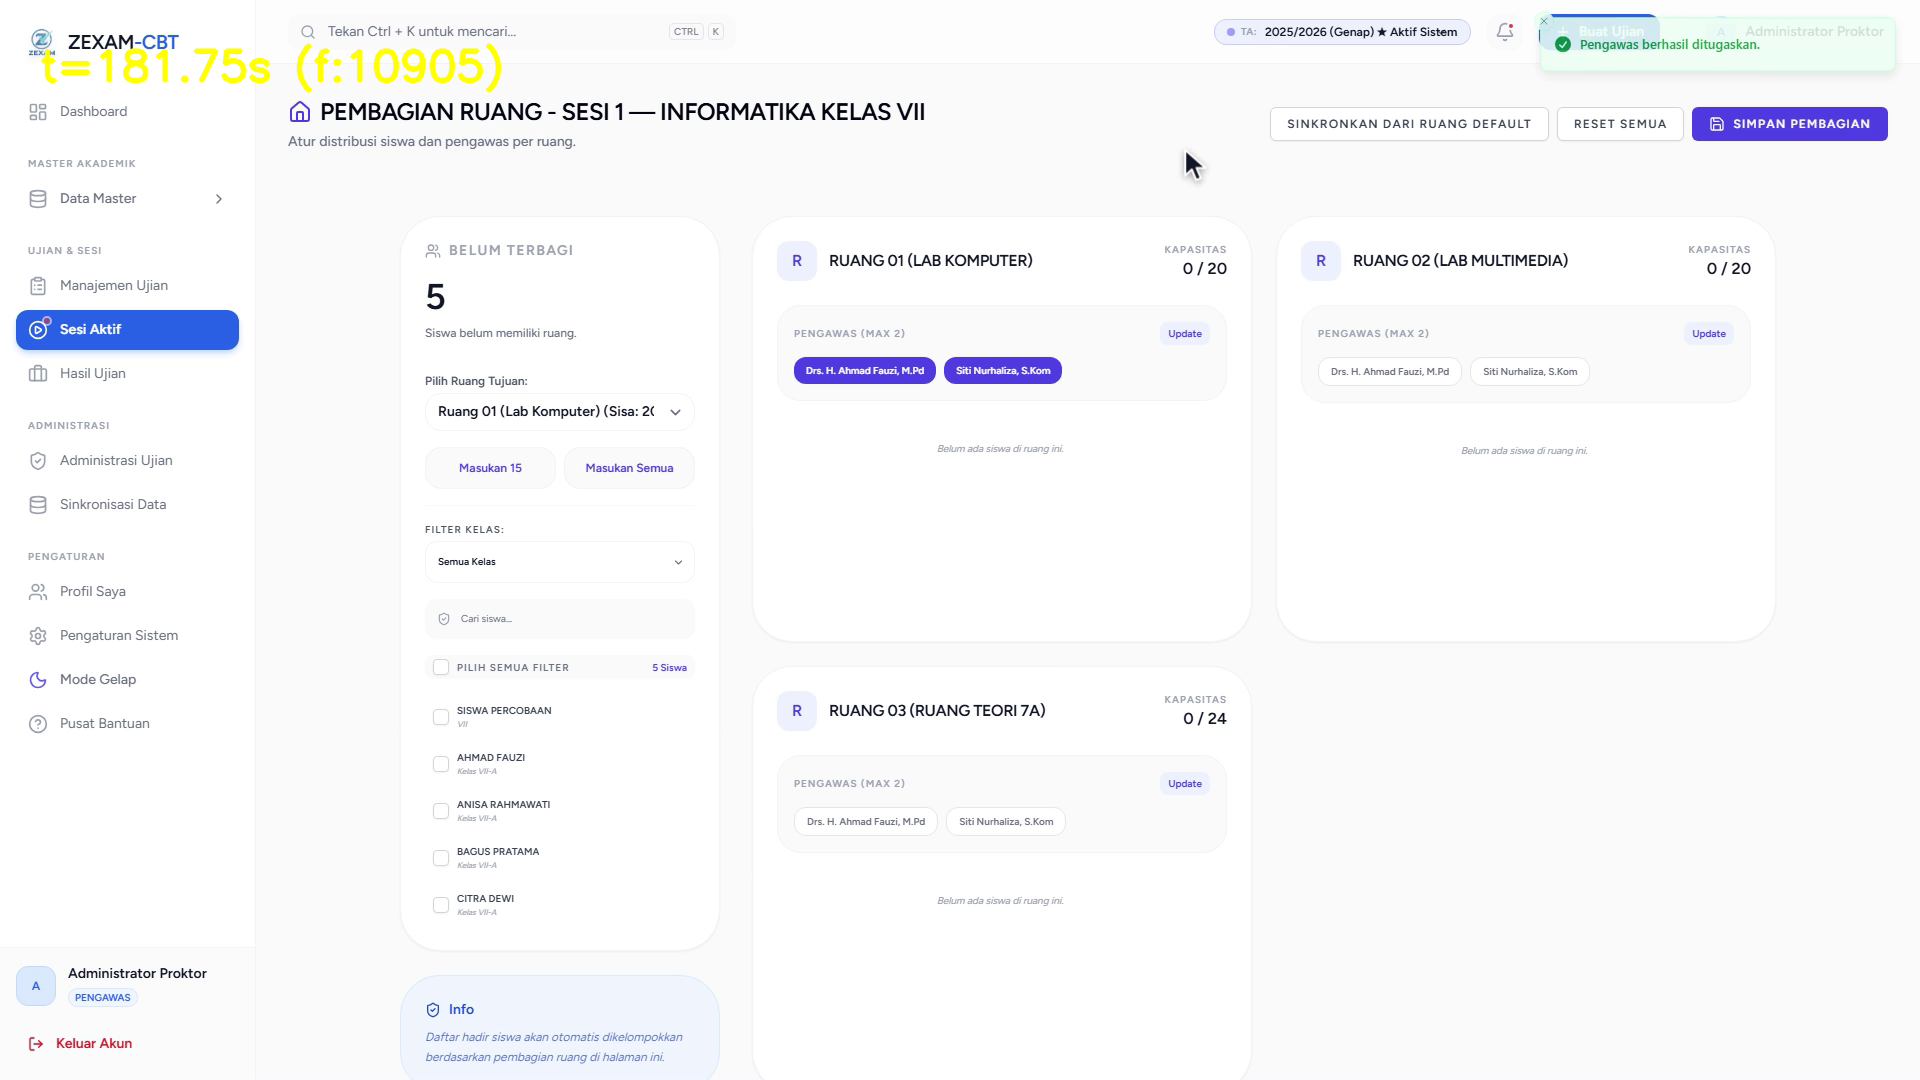 ZEXAM-CBT
ZEXAM
t=181.75s (f:10905)
Tekan Ctrl + K untuk mencari...
CTRL K
TA: 2025/2026 (Genap) ★ Aktif Sistem
Buat Ujian
A
Administrator Proktor
Pengawas berhasil ditugaskan.
Dashboard
MASTER AKADEMIK
Data Master
UJIAN & SESI
Manajemen Ujian
Sesi Aktif
Hasil Ujian
ADMINISTRASI
Administrasi Ujian
Sinkronisasi Data
PENGATURAN
Profil Saya
Pengaturan Sistem
Mode Gelap
Pusat Bantuan
A
Administrator Proktor
PENGAWAS
Keluar Akun
PEMBAGIAN RUANG - SESI 1 — INFORMATIKA KELAS VII
Atur distribusi siswa dan pengawas per ruang.
SINKRONKAN DARI RUANG DEFAULT
RESET SEMUA
SIMPAN PEMBAGIAN
BELUM TERBAGI
5
Siswa belum memiliki ruang.
Pilih Ruang Tujuan:
Ruang 01 (Lab Komputer) (Sisa: 20
Masukan 15
Masukan Semua
FILTER KELAS:
Semua Kelas
Cari siswa...
PILIH SEMUA FILTER
5 Siswa
SISWA PERCOBAAN
VII
AHMAD FAUZI
Kelas VII-A
ANISA RAHMAWATI
Kelas VII-A
BAGUS PRATAMA
Kelas VII-A
CITRA DEWI
Kelas VII-A
Info
Daftar hadir siswa akan otomatis dikelompokkan
berdasarkan pembagian ruang di halaman ini.
R
RUANG 01 (LAB KOMPUTER)
KAPASITAS
0 / 20
PENGAWAS (MAX 2)
Update
Drs. H. Ahmad Fauzi, M.Pd
Siti Nurhaliza, S.Kom
Belum ada siswa di ruang ini.
R
RUANG 02 (LAB MULTIMEDIA)
KAPASITAS
0 / 20
PENGAWAS (MAX 2)
Update
Drs. H. Ahmad Fauzi, M.Pd
Siti Nurhaliza, S.Kom
Belum ada siswa di ruang ini.
R
RUANG 03 (RUANG TEORI 7A)
KAPASITAS
0 / 24
PENGAWAS (MAX 2)
Update
Drs. H. Ahmad Fauzi, M.Pd
Siti Nurhaliza, S.Kom
Belum ada siswa di ruang ini.